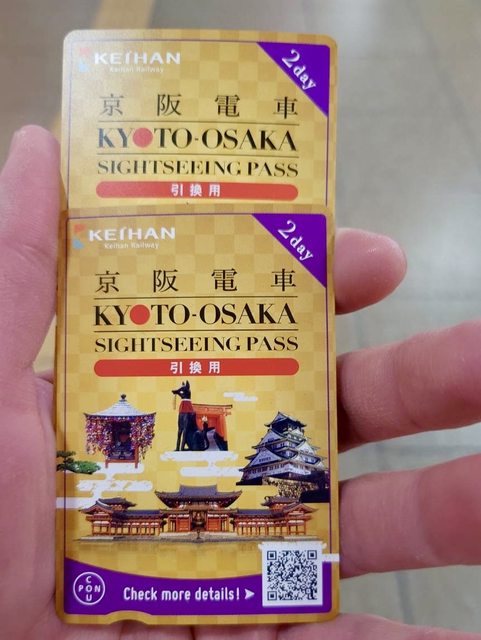 KEIHAN
Keihan Railway
2day
京阪電車
KYOTO-OSAKA
SIGHTSEEING PASS
引換用
KEIHAN
Keihan Railway
2day
京阪電車
KYOTO-OSAKA
SIGHTSEEING PASS
引換用
COUPON
Check more details!